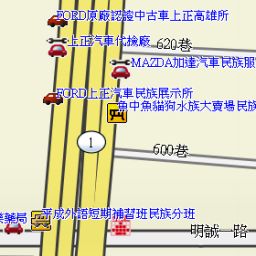 FORD原廠認證中古車上正高雄所
上正汽車代檢廠
620巷
MAZDA加達汽車民族服
FORD上正汽車民族展示所
魚中魚貓狗水族大賣場民族
1
600巷
平成外語短期補習班民族分班
藥局
明誠一路